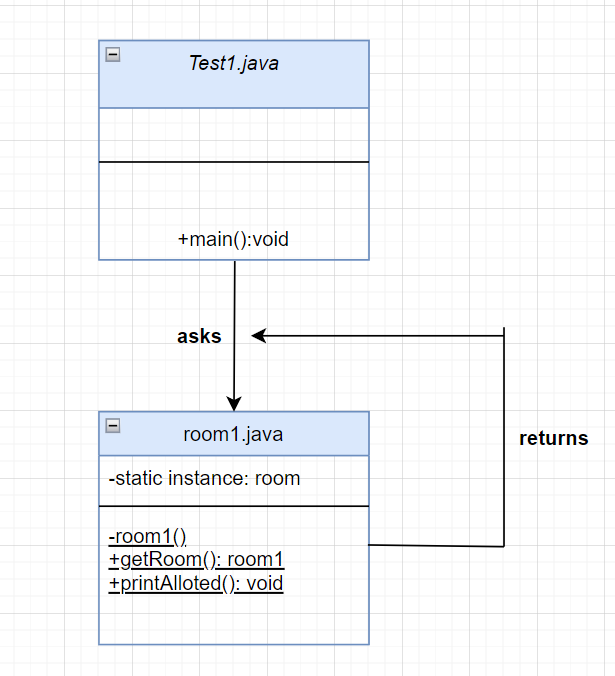 Test1.java
+main():void
asks
returns
room1.java
-static instance: room
-room1()
+getRoom(): room1
+printAlloted(): void